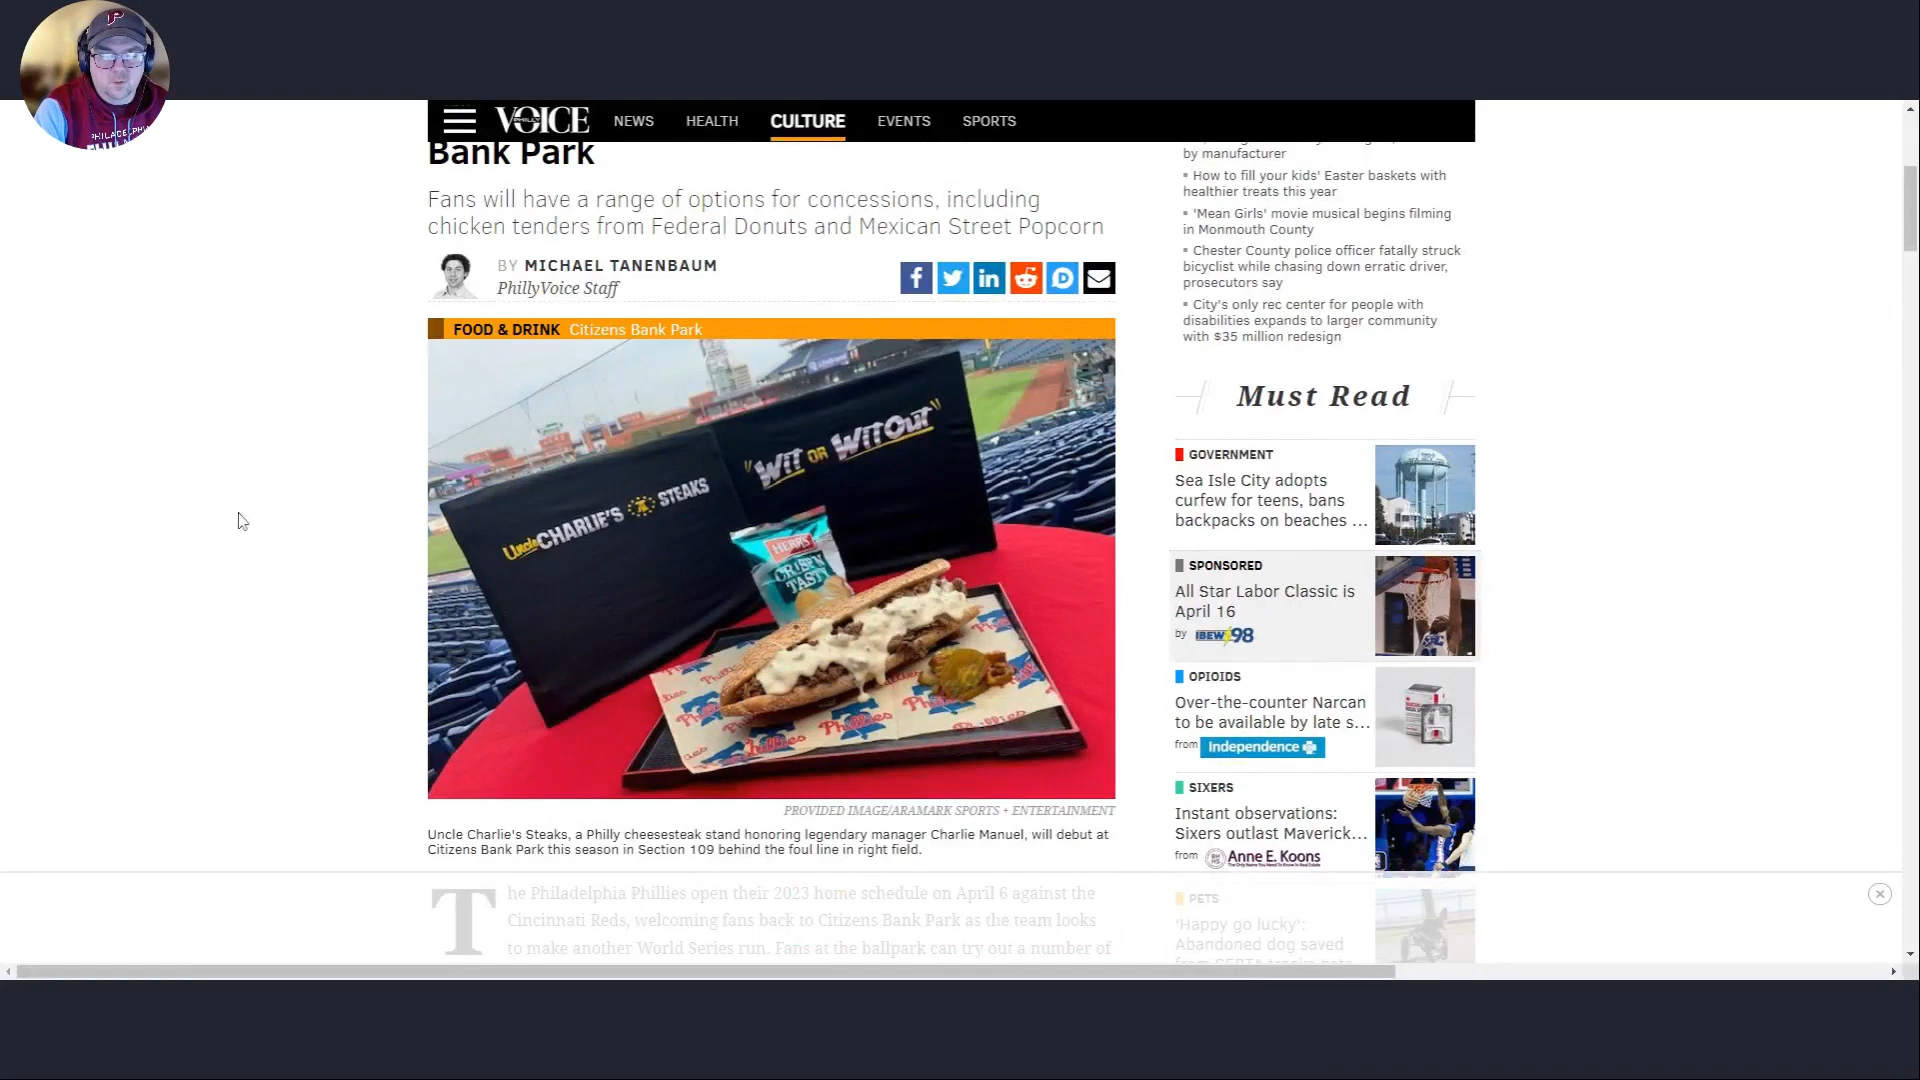 PHILADELPHIA
VOICE
PHILLY
NEWS
HEALTH
CULTURE
EVENTS
SPORTS
Bank Park
Fans will have a range of options for concessions, including
chicken tenders from Federal Donuts and Mexican Street Popcorn
BY MICHAEL TANENBAUM
PhillyVoice Staff
FOOD & DRINK Citizens Bank Park
Uncle CHARLIE'S STEAKS
"WIT OR WITOUT"
HERR'S
CRISP N
TASTY
Phillies
Phillies
Phillies
Phillies
PROVIDED IMAGE/ARAMARK SPORTS + ENTERTAINMENT
Uncle Charlie's Steaks, a Philly cheesesteak stand honoring legendary manager Charlie Manuel, will debut at
Citizens Bank Park this season in Section 109 behind the foul line in right field.
The Philadelphia Phillies open their 2023 home schedule on April 6 against the
Cincinnati Reds, welcoming fans back to Citizens Bank Park as the team looks
to make another World Series run. Fans at the ballpark can try out a number of
by manufacturer
▪ How to fill your kids' Easter baskets with
healthier treats this year
▪ 'Mean Girls' movie musical begins filming
in Monmouth County
▪ Chester County police officer fatally struck
bicyclist while chasing down erratic driver,
prosecutors say
▪ City's only rec center for people with
disabilities expands to larger community
with $35 million redesign
Must Read
GOVERNMENT
Sea Isle City adopts
curfew for teens, bans
backpacks on beaches ...
SPONSORED
All Star Labor Classic is
April 16
by IBEW 98
OPIOIDS
Over-the-counter Narcan
to be available by late s...
from Independence
SIXERS
Instant observations:
Sixers outlast Maverick...
from Anne E. Koons
PETS
'Happy go lucky':
Abandoned dog saved